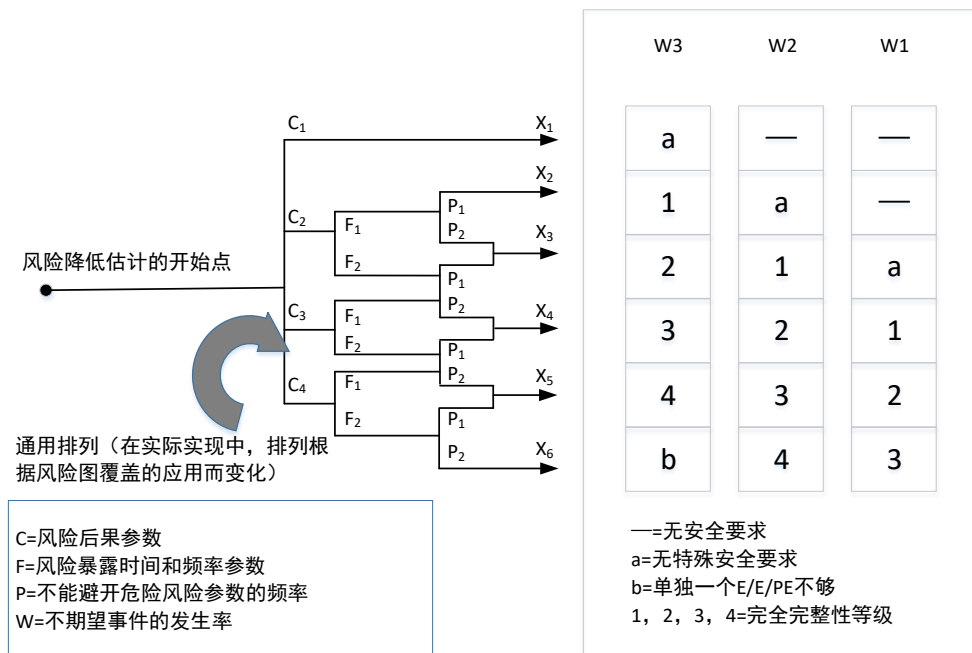 W3 W2 W1
C₁ X₁
a — —
X₂
C₂ F₁ P₁
1 a —
P₂ X₃
风险降低估计的开始点
F₂ P₁
2 1 a
C₃ F₁ P₂ X₄
3 2 1
F₂ P₁
C₄ F₁ P₂ X₅
4 3 2
F₂ P₁
P₂ X₆
b 4 3
通用排列（在实际实现中，排列根
据风险图覆盖的应用而变化）
C=风险后果参数
F=风险暴露时间和频率参数
P=不能避开危险风险参数的频率
W=不期望事件的发生率
—=无安全要求
a=无特殊安全要求
b=单独一个E/E/PE不够
1，2，3，4=完全完整性等级